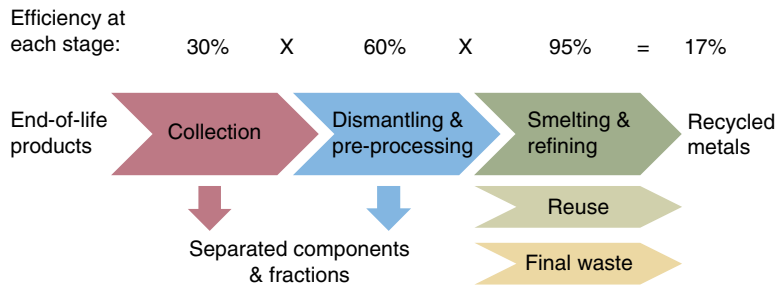 Efficiency at
each stage:
30% X 60% X 95% = 17%
End-of-life
products
Collection
Dismantling &
pre-processing
Smelting &
refining
Recycled
metals
Reuse
Separated components
& fractions
Final waste